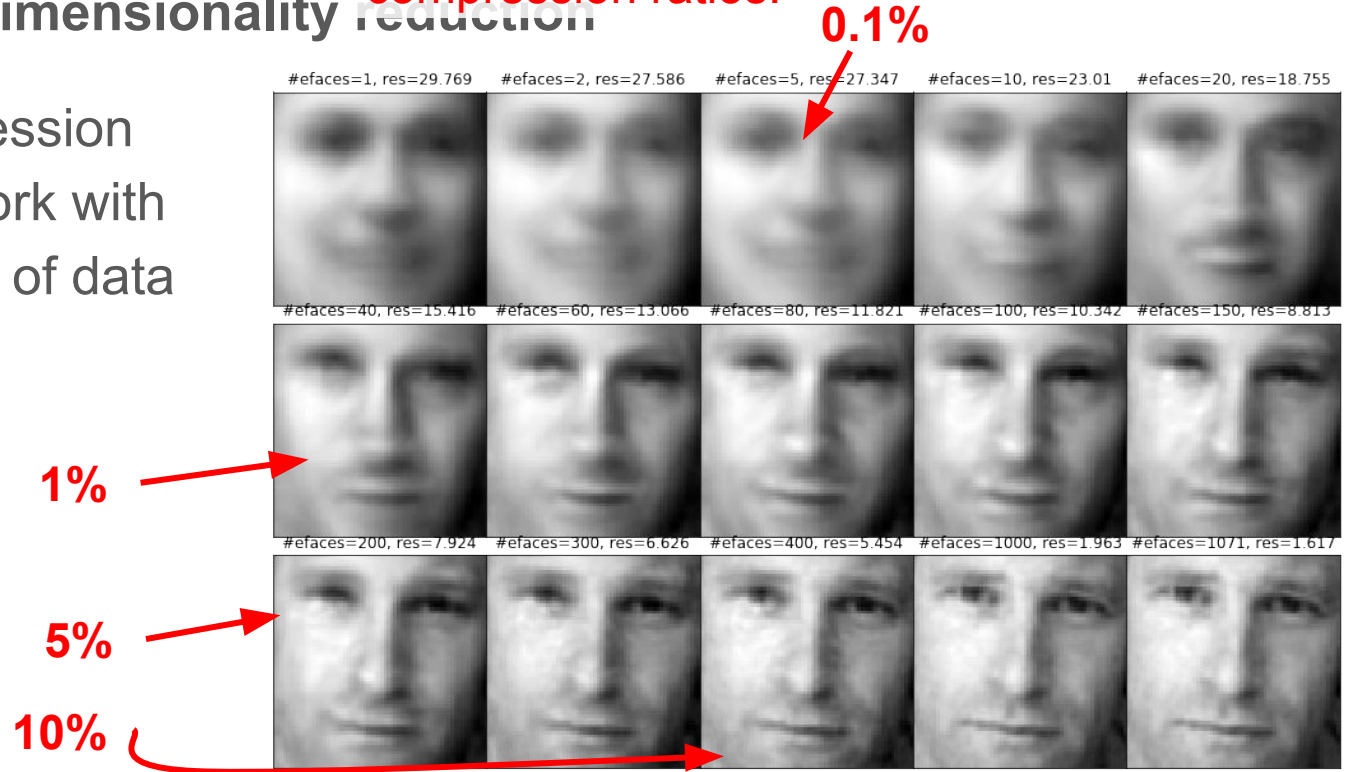 compression ratios.
imensionality reduction
0.1%
#efaces=1, res=29.769 #efaces=2, res=27.586 #efaces=5, res=27.347 #efaces=10, res=23.01 #efaces=20, res=18.755
ession
ork with
of data
#efaces=40, res=15.416 #efaces=60, res=13.066 #efaces=80, res=11.821 #efaces=100, res=10.342 #efaces=150, res=8.813
1%
#efaces=200, res=7.924 #efaces=300, res=6.626 #efaces=400, res=5.454 #efaces=1000, res=1.963 #efaces=1071, res=1.617
5%
10%